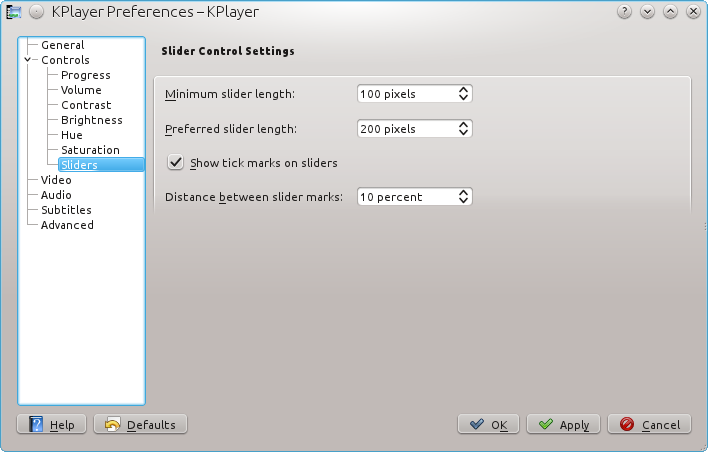 KPlayer Preferences – KPlayer
General
Controls
Progress
Volume
Contrast
Brightness
Hue
Saturation
Sliders
Video
Audio
Subtitles
Advanced
Slider Control Settings
Minimum slider length: 100 pixels
Preferred slider length: 200 pixels
Show tick marks on sliders
Distance between slider marks: 10 percent
Help Defaults OK Apply Cancel